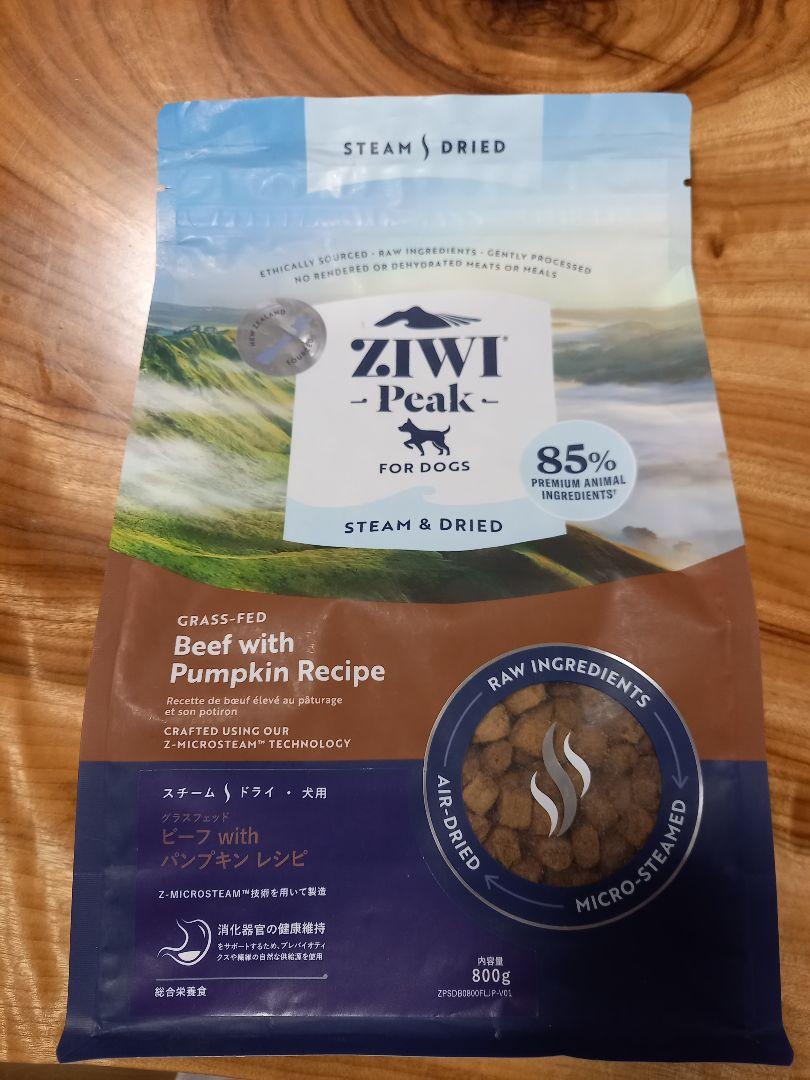 STEAM DRIED
ETHICALLY SOURCED · RAW INGREDIENTS · GENTLY PROCESSED
NO RENDERED OR DEHYDRATED MEATS OR MEALS
NEW ZEALAND
SOURCED
ZIWI®
Peak
FOR DOGS
STEAM & DRIED
85%
PREMIUM ANIMAL
INGREDIENTS†
GRASS-FED
Beef with
Pumpkin Recipe
Recette de bœuf élevé au pâturage
et son potiron
CRAFTED USING OUR
Z-MICROSTEAM™ TECHNOLOGY
RAW INGREDIENTS
MICRO-STEAMED
AIR-DRIED
スチーム ドライ ・ 犬用
グラスフェッド
ビーフ with
パンプキン レシピ
Z-MICROSTEAM™技術を用いて製造
消化器官の健康維持
をサポートするため、プレバイオティ
クスや繊維の自然な供給源を使用
総合栄養食
内容量
800g
ZPSDB0800FLJP-V01